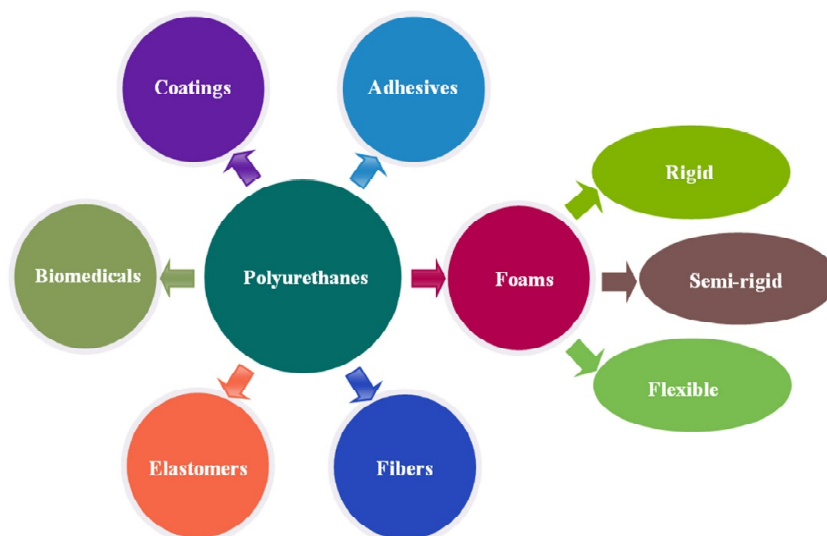 Coatings
Adhesives
Rigid
Biomedicals
Polyurethanes
Foams
Semi-rigid
Flexible
Elastomers
Fibers